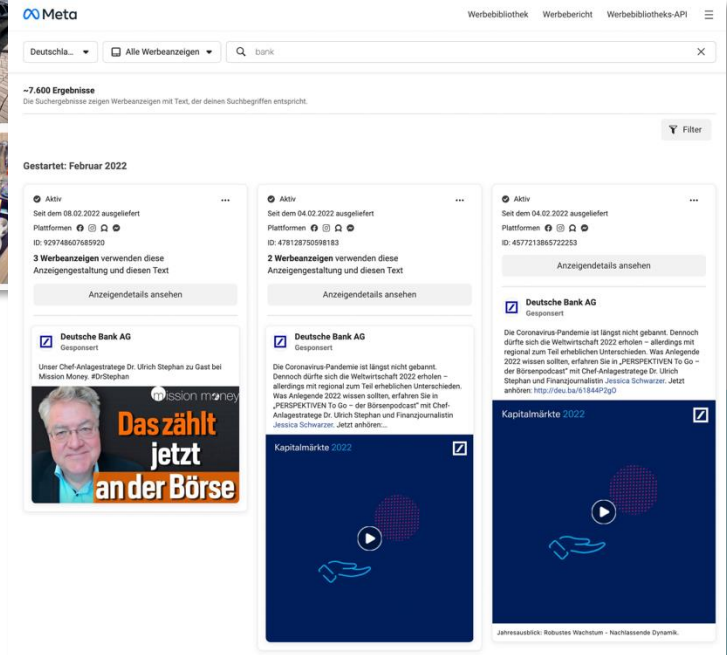 Meta
Werbebibliothek Werbebericht Werbebibliotheks-API
Deutschla... Alle Werbeanzeigen bank
~7.600 Ergebnisse
Die Suchergebnisse zeigen Werbeanzeigen mit Text, der deinen Suchbegriffen entspricht.
Filter
Gestartet: Februar 2022
Aktiv
Seit dem 08.02.2022 ausgeliefert
Plattformen
ID: 929748607685920
3 Werbeanzeigen verwenden diese
Anzeigengestaltung und diesen Text
Anzeigendetails ansehen
Deutsche Bank AG
Gesponsert
Unser Chef-Anlagestratege Dr. Ulrich Stephan zu Gast bei
Mission Money. #DrStephan
mission money
Das zählt
jetzt
an der Börse
Aktiv
Seit dem 04.02.2022 ausgeliefert
Plattformen
ID: 478128750598183
2 Werbeanzeigen verwenden diese
Anzeigengestaltung und diesen Text
Anzeigendetails ansehen
Deutsche Bank AG
Gesponsert
Die Coronavirus-Pandemie ist längst nicht gebannt.
Dennoch dürfte sich die Weltwirtschaft 2022 erholen –
allerdings mit regional zum Teil erheblichen Unterschieden.
Was Anlegende 2022 wissen sollten, erfahren Sie in
„PERSPEKTIVEN To Go – der Börsenpodcast" mit Chef-
Anlagestratege Dr. Ulrich Stephan und Finanzjournalistin
Jessica Schwarzer. Jetzt anhören:...
Kapitalmärkte 2022
Aktiv
Seit dem 04.02.2022 ausgeliefert
Plattformen
ID: 4577213865722253
Anzeigendetails ansehen
Deutsche Bank AG
Gesponsert
Die Coronavirus-Pandemie ist längst nicht gebannt. Dennoch
dürfte sich die Weltwirtschaft 2022 erholen – allerdings mit
regional zum Teil erheblichen Unterschieden. Was Anlegende
2022 wissen sollten, erfahren Sie in „PERSPEKTIVEN To Go –
der Börsenpodcast" mit Chef-Anlagestratege Dr. Ulrich
Stephan und Finanzjournalistin Jessica Schwarzer. Jetzt
anhören: http://deu.ba/61844P2gO
Kapitalmärkte 2022
Jahresausblick: Robustes Wachstum - Nachlassende Dynamik.